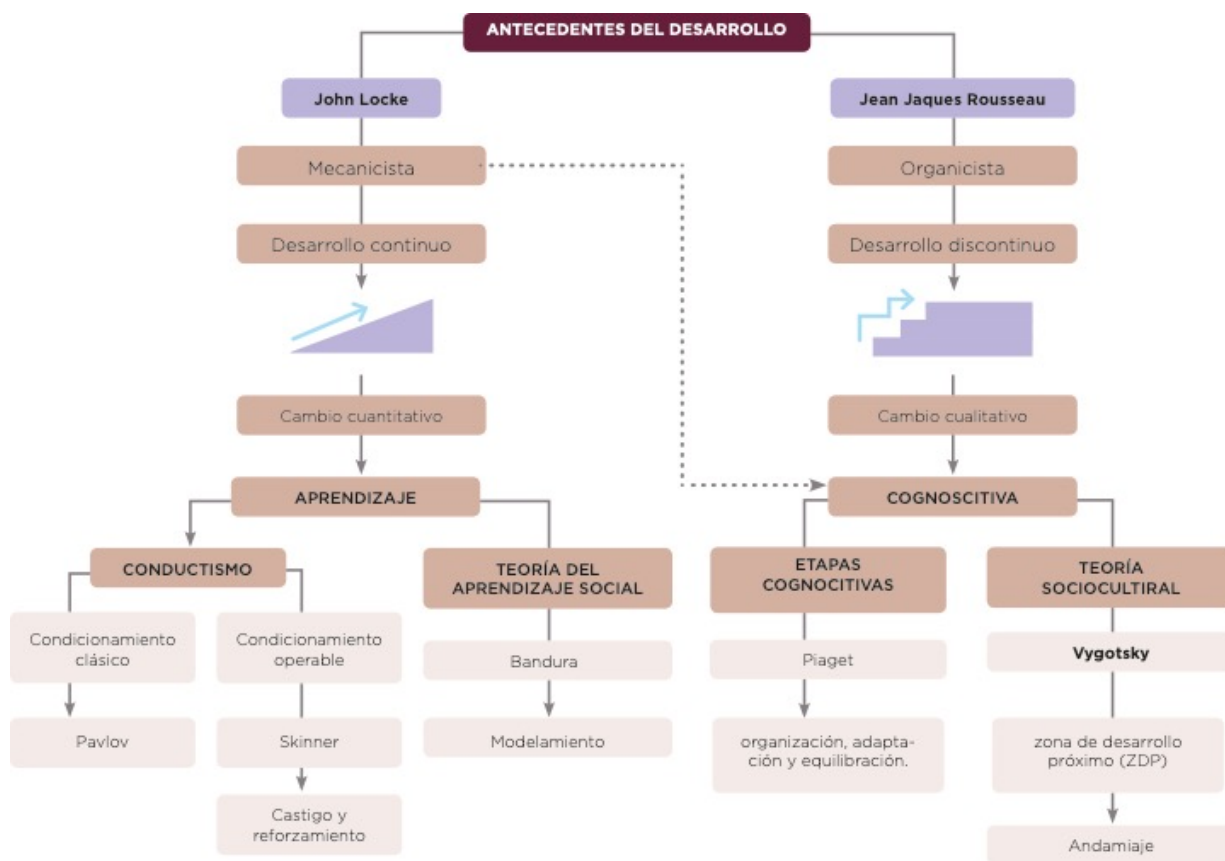 ANTECEDENTES DEL DESARROLLO
John Locke
Jean Jaques Rousseau
Mecanicista
Organicista
Desarrollo continuo
Desarrollo discontinuo
Cambio cuantitativo
Cambio cualitativo
APRENDIZAJE
COGNOSCITIVA
CONDUCTISMO
TEORÍA DEL
APRENDIZAJE SOCIAL
ETAPAS
COGNOCITIVAS
TEORÍA
SOCIOCULTIRAL
Condicionamiento
clásico
Condicionamiento
operable
Bandura
Piaget
Vygotsky
Pavlov
Skinner
Modelamiento
organización, adapta-
ción y equilibración.
zona de desarrollo
próximo (ZDP)
Castigo y
reforzamiento
Andamiaje